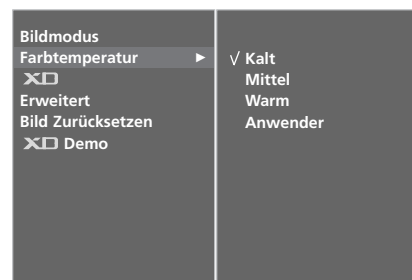 Bildmodus
Farbtemperatur ►
XD
Erweitert
Bild Zurücksetzen
XD Demo
√ Kalt
Mittel
Warm
Anwender